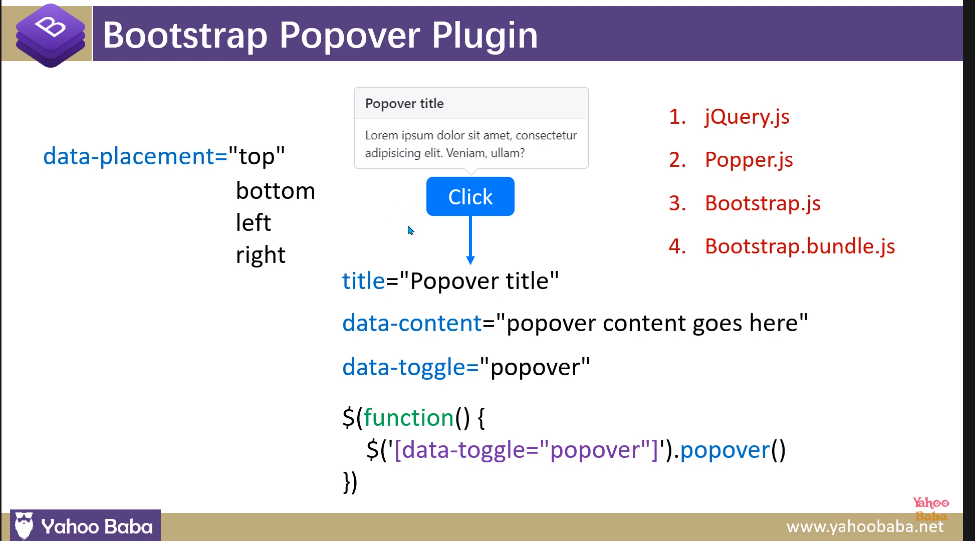 B
Bootstrap Popover Plugin
Popover title
Lorem ipsum dolor sit amet, consectetur
adipisicing elit. Veniam, ullam?
Click
data-placement="top"
bottom
left
right
1. jQuery.js
2. Popper.js
3. Bootstrap.js
4. Bootstrap.bundle.js
title="Popover title"
data-content="popover content goes here"
data-toggle="popover"
$(function() {
$('[data-toggle="popover"]').popover()
})
Yahoo
Baba
Yahoo Baba
www.yahoobaba.net